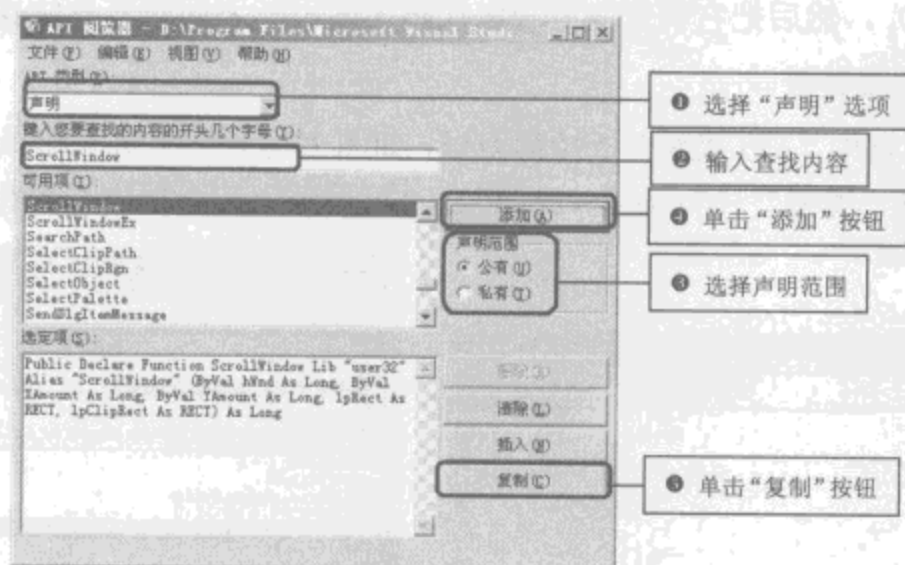 API 阅览器 - D:\Program Files\Microsoft Visual Studi...
文件(F) 编辑(E) 视图(V) 帮助(H)
API 类型(P):
声明
键入您要查找的内容的开头几个字母(Y):
ScrollWindow
可用项(I):
ScrollWindow
ScrollWindowEx
SearchPath
SelectClipPath
SelectClipRgn
SelectObject
SelectPalette
SendDlgItemMessage
添加(A)
声明范围
公有(U)
私有(T)
选定项(S):
Public Declare Function ScrollWindow Lib "user32"
Alias "ScrollWindow" (ByVal hWnd As Long, ByVal
XAmount As Long, ByVal YAmount As Long, lpRect As
RECT, lpClipRect As RECT) As Long
清除(L)
插入(N)
复制(C)
❶ 选择“声明”选项
❷ 输入查找内容
❹ 单击“添加”按钮
❸ 选择声明范围
❺ 单击“复制”按钮